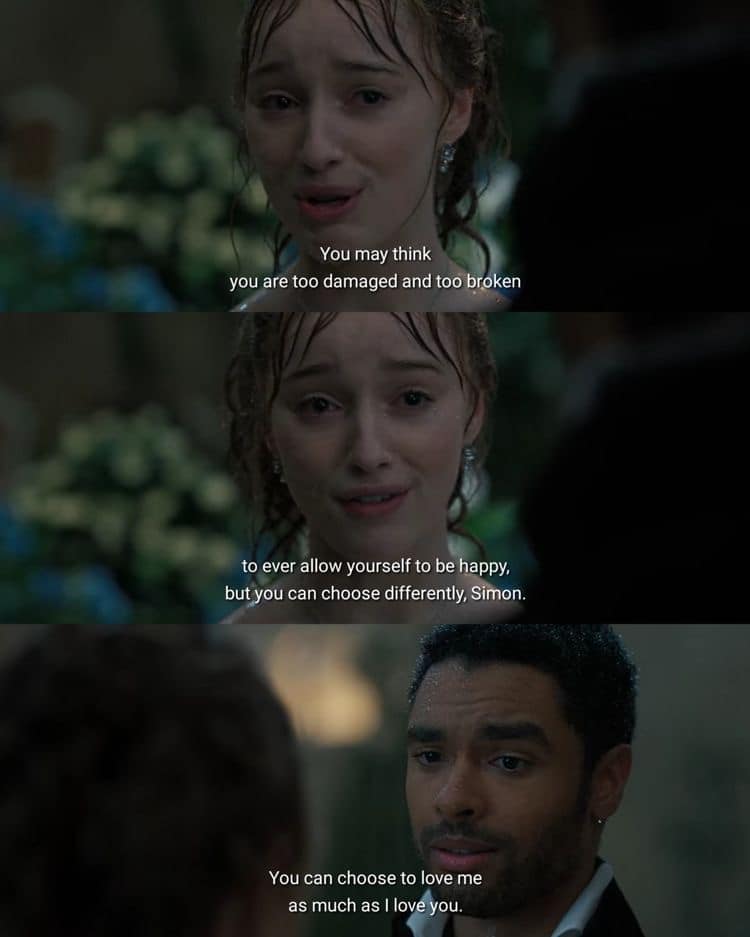 You may think
you are too damaged and too broken
to ever allow yourself to be happy,
but you can choose differently, Simon.
You can choose to love me
as much as I love you.